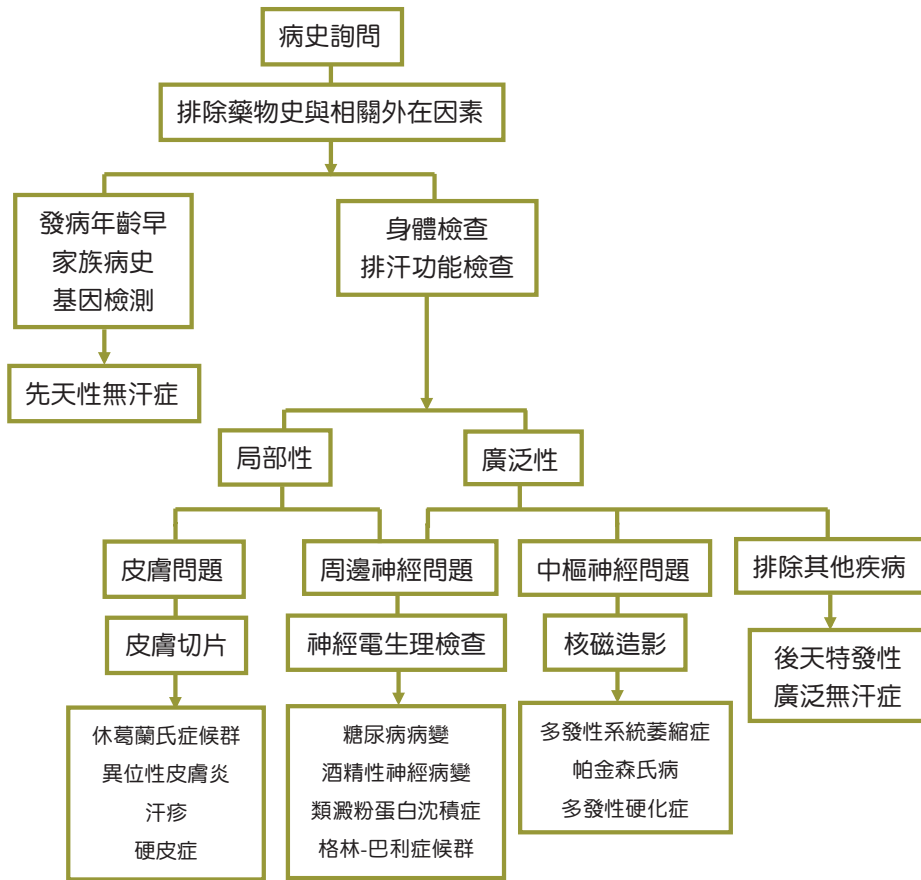 病史詢問
排除藥物史與相關外在因素
發病年齡早
家族病史
基因檢測
身體檢查
排汗功能檢查
先天性無汗症
局部性
廣泛性
皮膚問題
周邊神經問題
中樞神經問題
排除其他疾病
皮膚切片
神經電生理檢查
核磁造影
後天特發性
廣泛無汗症
休葛蘭氏症候群
異位性皮膚炎
汗疹
硬皮症
糖尿病病變
酒精性神經病變
類澱粉蛋白沈積症
格林-巴利症候群
多發性系統萎縮症
帕金森氏病
多發性硬化症